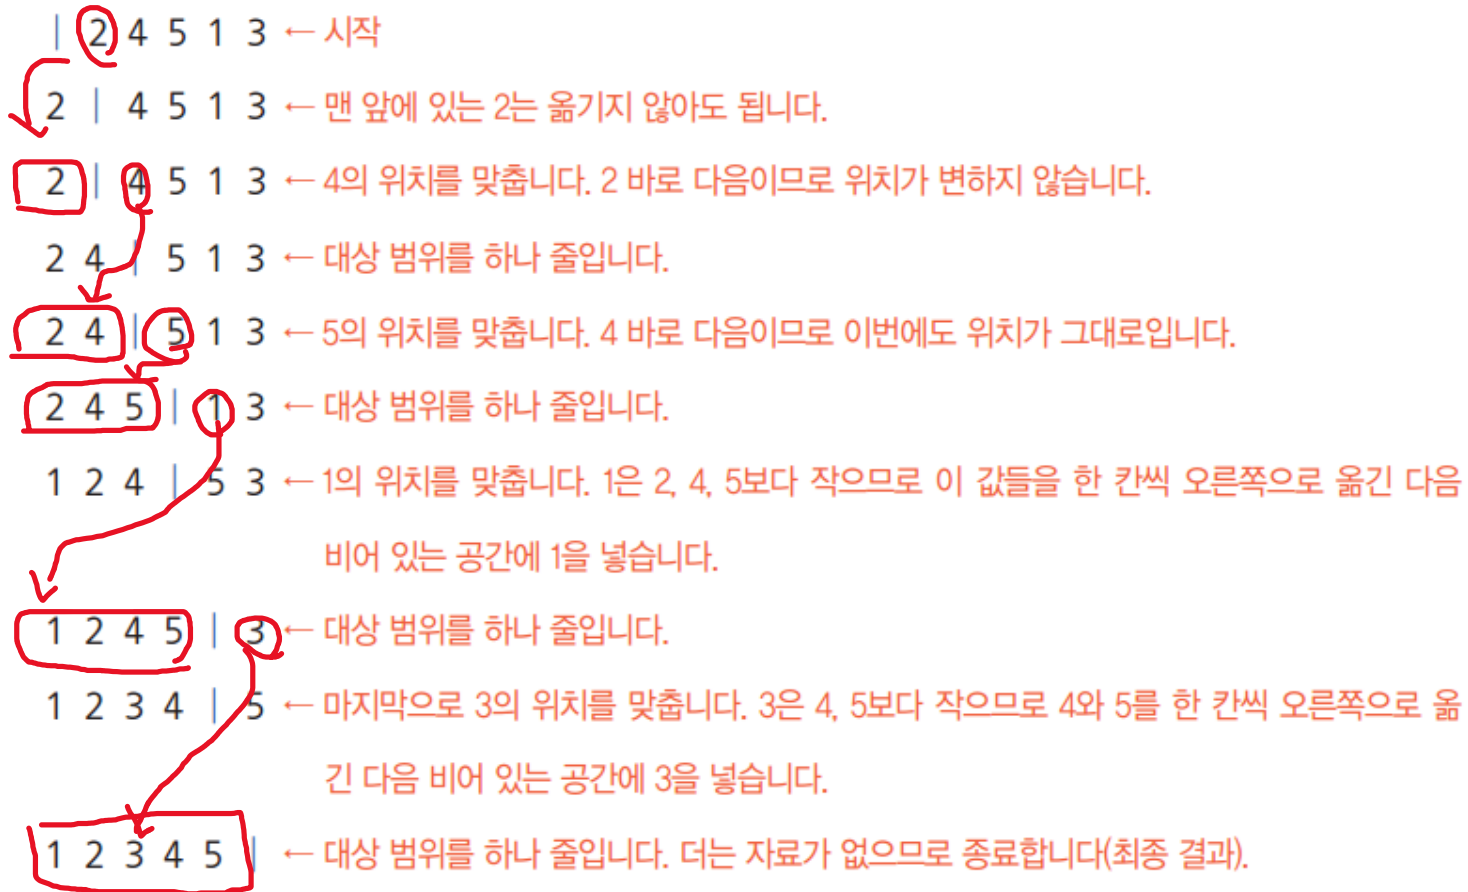 | 2 4 5 1 3 ← 시작
2 | 4 5 1 3 ← 맨 앞에 있는 2는 옮기지 않아도 됩니다.
2 | 4 5 1 3 ← 4의 위치를 맞춥니다. 2 바로 다음이므로 위치가 변하지 않습니다.
2 4 | 5 1 3 ← 대상 범위를 하나 줄입니다.
2 4 | 5 1 3 ← 5의 위치를 맞춥니다. 4 바로 다음이므로 이번에도 위치가 그대로입니다.
2 4 5 | 1 3 ← 대상 범위를 하나 줄입니다.
1 2 4 | 5 3 ← 1의 위치를 맞춥니다. 1은 2, 4, 5보다 작으므로 이 값들을 한 칸씩 오른쪽으로 옮긴 다음
비어 있는 공간에 1을 넣습니다.
1 2 4 5 | 3 ← 대상 범위를 하나 줄입니다.
1 2 3 4 | 5 ← 마지막으로 3의 위치를 맞춥니다. 3은 4, 5보다 작으므로 4와 5를 한 칸씩 오른쪽으로 옮
긴 다음 비어 있는 공간에 3을 넣습니다.
1 2 3 4 5 | ← 대상 범위를 하나 줄입니다. 더는 자료가 없으므로 종료합니다(최종 결과).